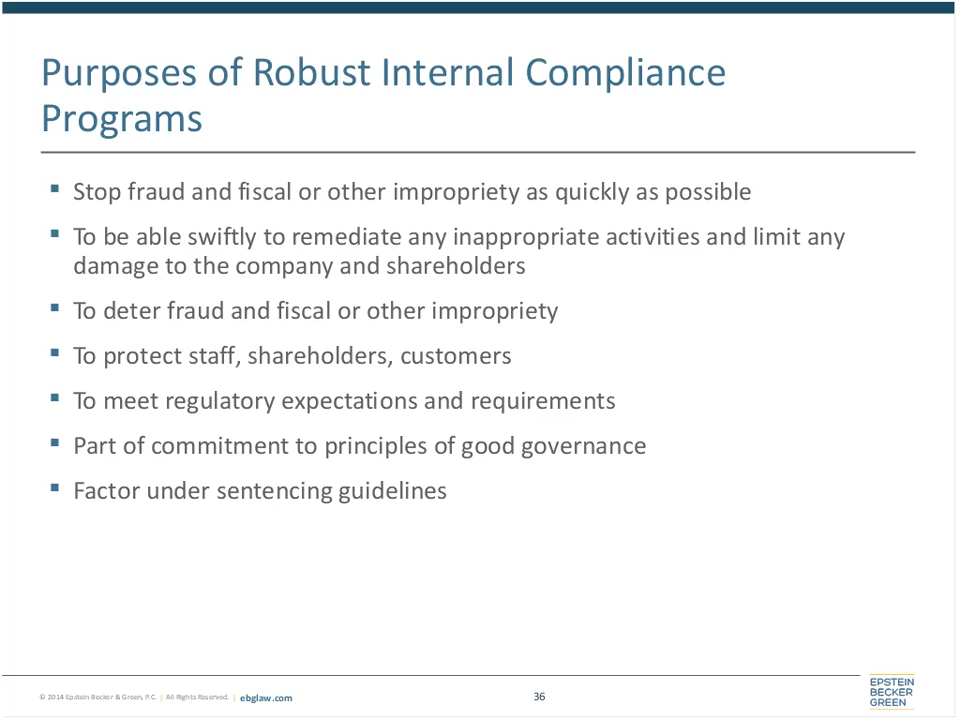 Purposes of Robust Internal Compliance
Programs
▪ Stop fraud and fiscal or other impropriety as quickly as possible
▪ To be able swiftly to remediate any inappropriate activities and limit any
damage to the company and shareholders
▪ To deter fraud and fiscal or other impropriety
▪ To protect staff, shareholders, customers
▪ To meet regulatory expectations and requirements
▪ Part of commitment to principles of good governance
▪ Factor under sentencing guidelines
© 2014 Epstein Becker & Green, P.C. | All Rights Reserved. | ebglaw.com
36
EPSTEIN
BECKER
GREEN